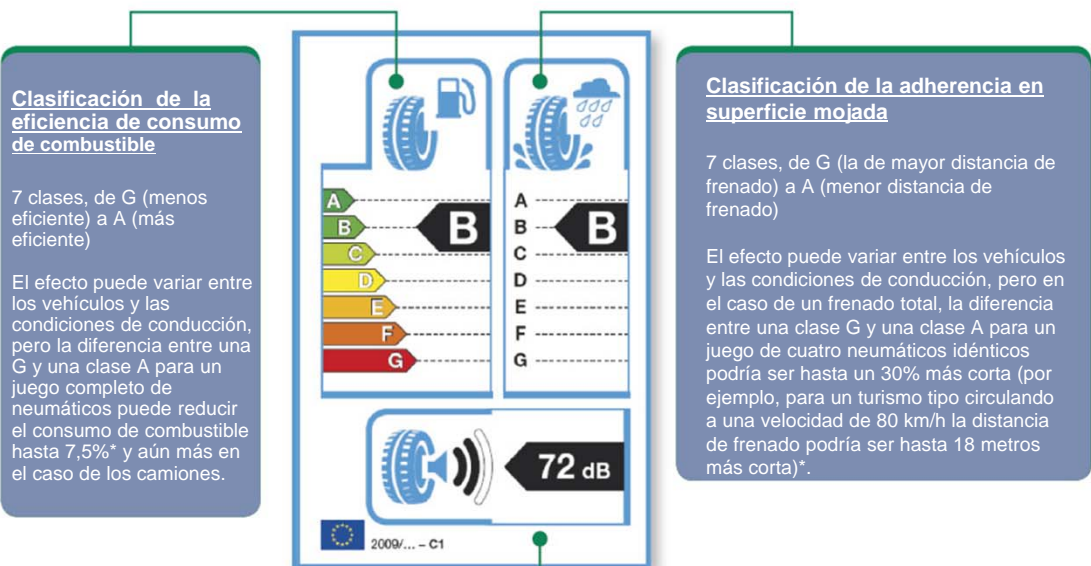 Clasificación de la
eficiencia de consumo
de combustible
7 clases, de G (menos
eficiente) a A (más
eficiente)
El efecto puede variar entre
los vehículos y las
condiciones de conducción,
pero la diferencia entre una
G y una clase A para un
juego completo de
neumáticos puede reducir
el consumo de combustible
hasta 7,5%* y aún más en
el caso de los camiones.
A
B
C
D
E
F
G
B
A
B
C
D
E
F
G
B
72 dB
2009/... – C1
Clasificación de la adherencia en
superficie mojada
7 clases, de G (la de mayor distancia de
frenado) a A (menor distancia de
frenado)
El efecto puede variar entre los vehículos
y las condiciones de conducción, pero en
el caso de un frenado total, la diferencia
entre una clase G y una clase A para un
juego de cuatro neumáticos idénticos
podría ser hasta un 30% más corta (por
ejemplo, para un turismo tipo circulando
a una velocidad de 80 km/h la distancia
de frenado podría ser hasta 18 metros
más corta)*.